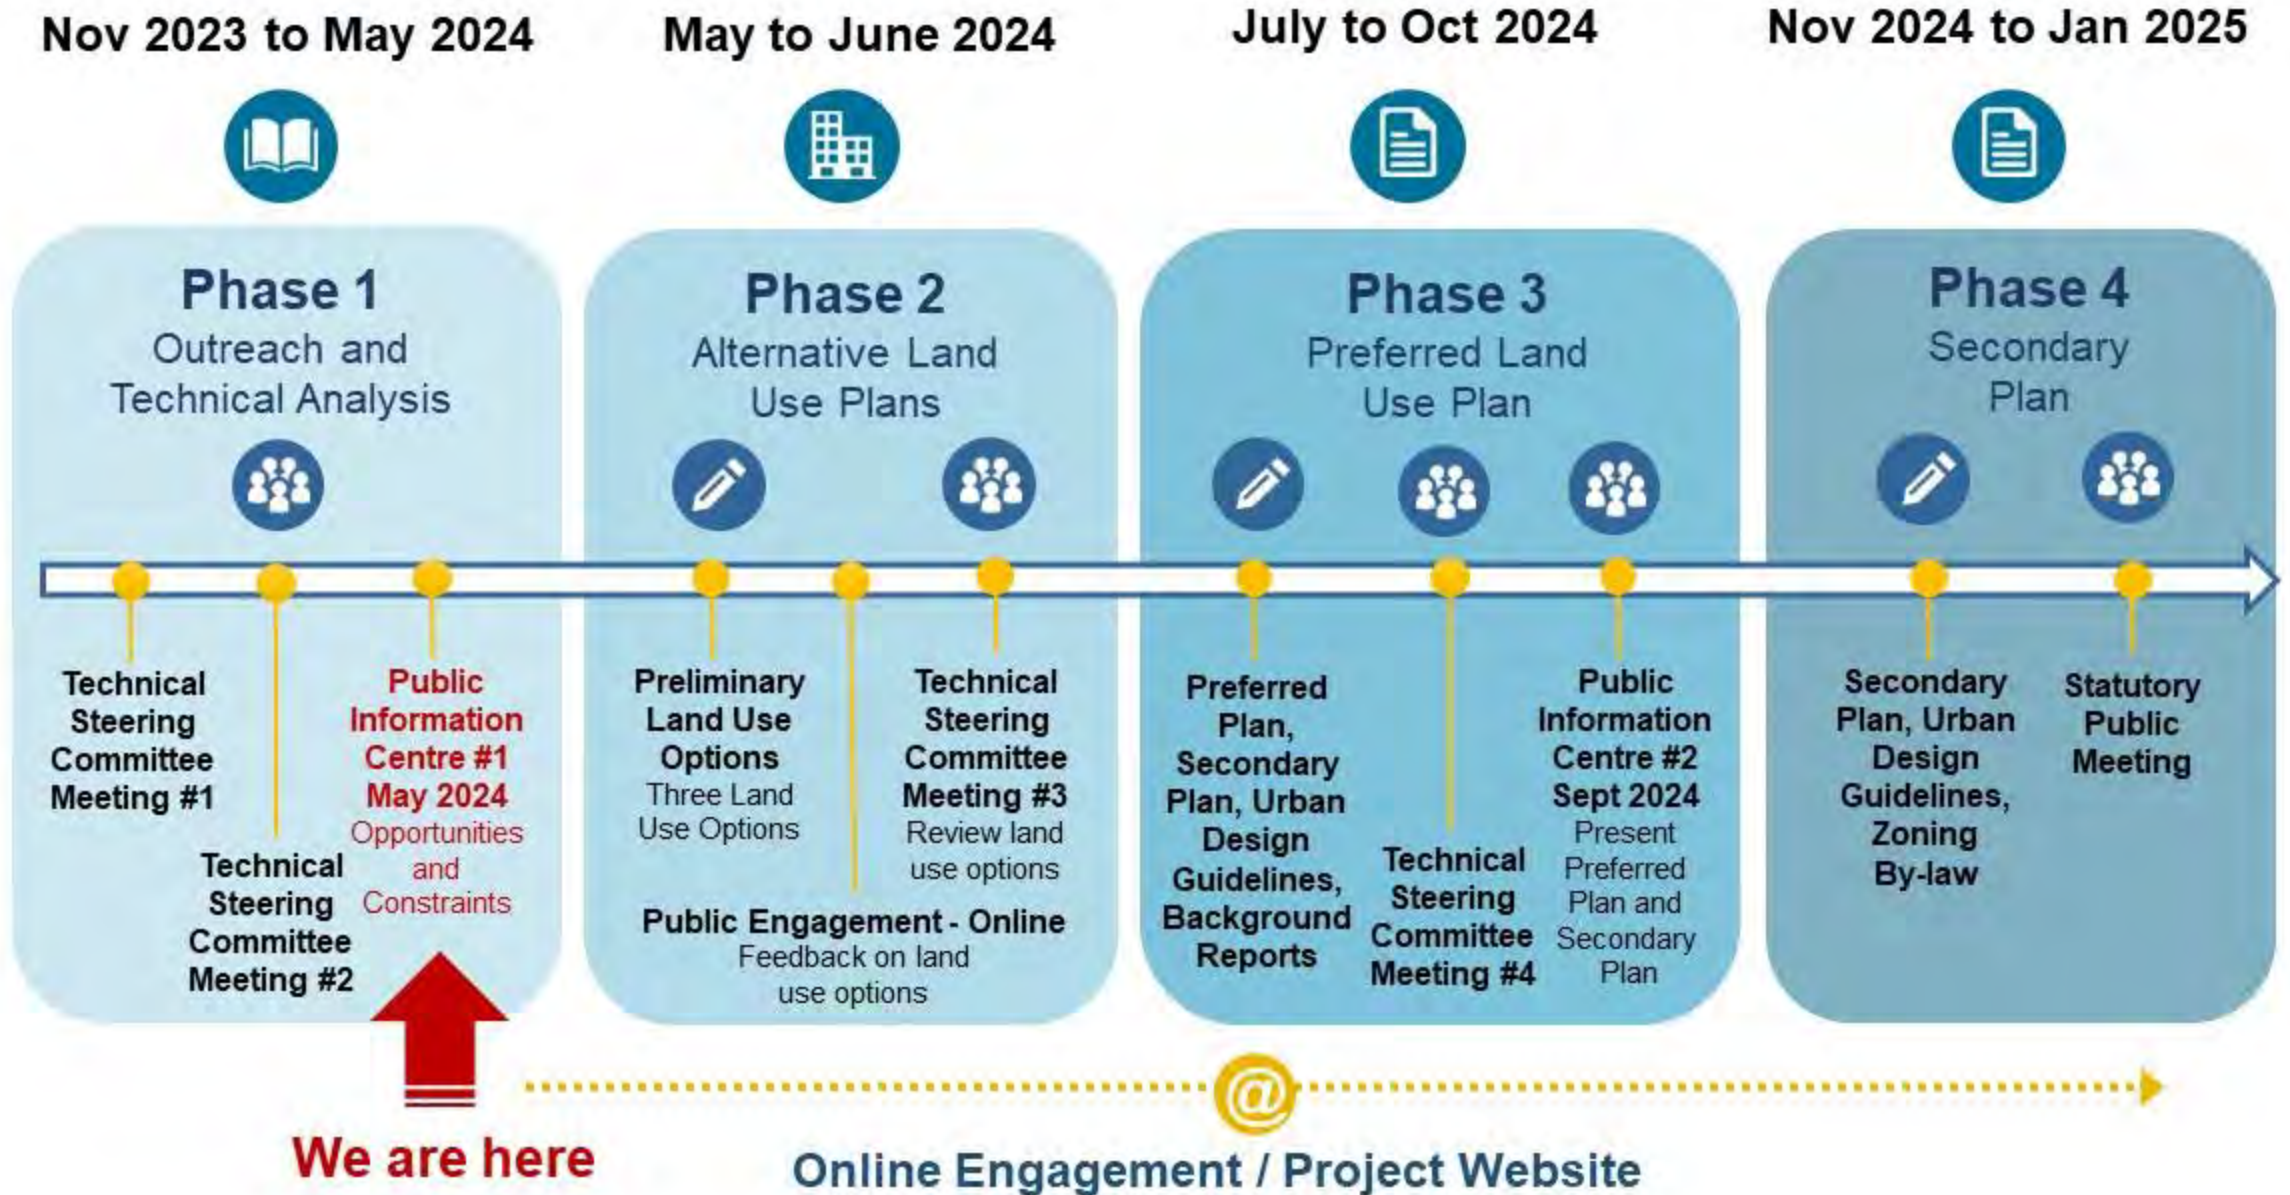 Nov 2023 to May 2024
May to June 2024
July to Oct 2024
Nov 2024 to Jan 2025
Phase 1
Outreach and
Technical Analysis
Technical
Steering
Committee
Meeting #1
Technical
Steering
Committee
Meeting #2
Public
Information
Centre #1
May 2024
Opportunities
and
Constraints
Phase 2
Alternative Land
Use Plans
Preliminary
Land Use
Options
Three Land
Use Options
Public Engagement - Online
Feedback on land
use options
Technical
Steering
Committee
Meeting #3
Review land
use options
Phase 3
Preferred Land
Use Plan
Preferred
Plan,
Secondary
Plan, Urban
Design
Guidelines,
Background
Reports
Technical
Steering
Committee
Meeting #4
Public
Information
Centre #2
Sept 2024
Present
Preferred
Plan and
Secondary
Plan
Phase 4
Secondary
Plan
Secondary
Plan, Urban
Design
Guidelines,
Zoning
By-law
Statutory
Public
Meeting
We are here
@
Online Engagement / Project Website